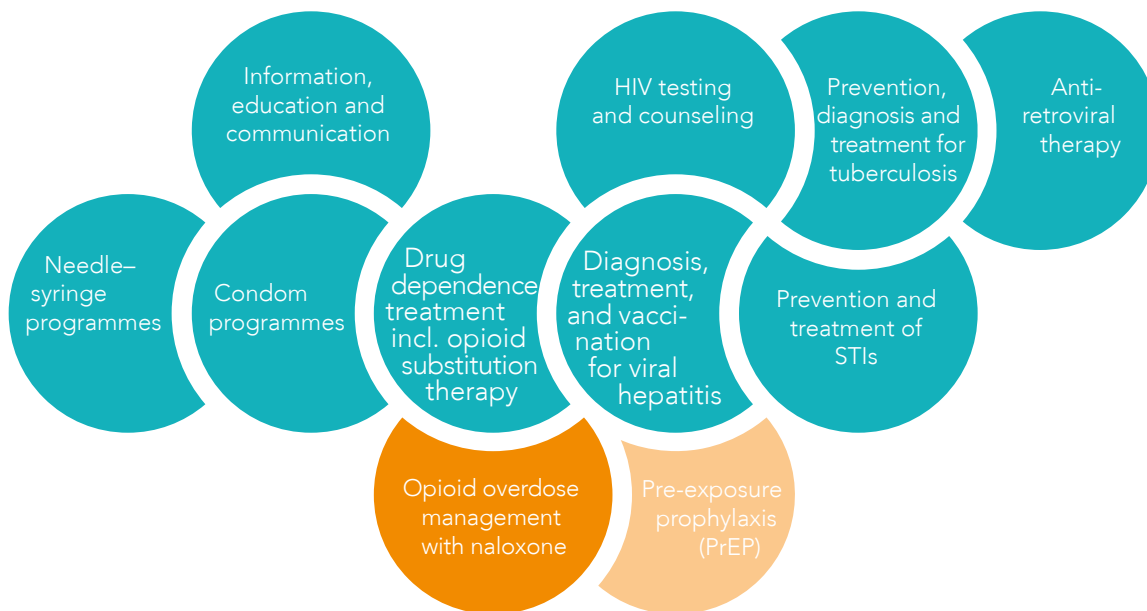 Information,
education and
communication
HIV testing
and counseling
Prevention,
diagnosis and
treatment for
tuberculosis
Anti-
retroviral
therapy
Needle–
syringe
programmes
Condom
programmes
Drug
dependence
treatment
incl. opioid
substitution
therapy
Diagnosis,
treatment,
and vacci-
nation
for viral
hepatitis
Prevention and
treatment of
STIs
Opioid overdose
management
with naloxone
Pre-exposure
prophylaxis
(PrEP)